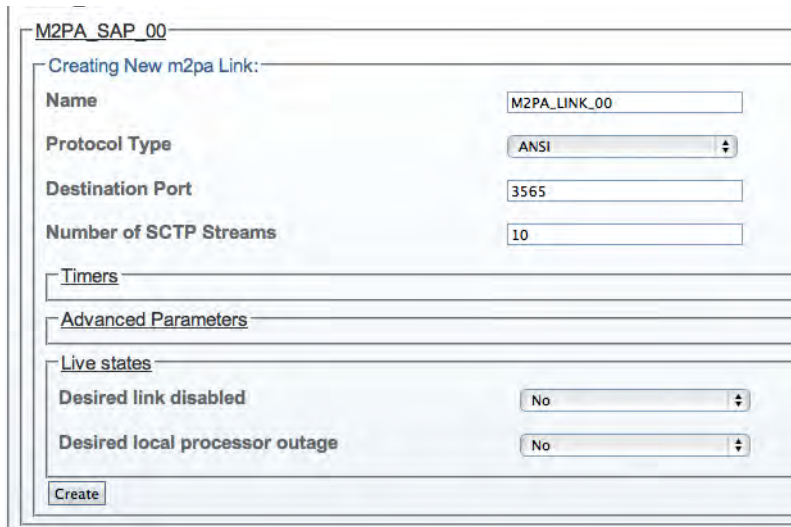 M2PA_SAP_00
Creating New m2pa Link:
Name M2PA_LINK_00
Protocol Type ANSI
Destination Port 3565
Number of SCTP Streams 10
Timers
Advanced Parameters
Live states
Desired link disabled No
Desired local processor outage No
Create